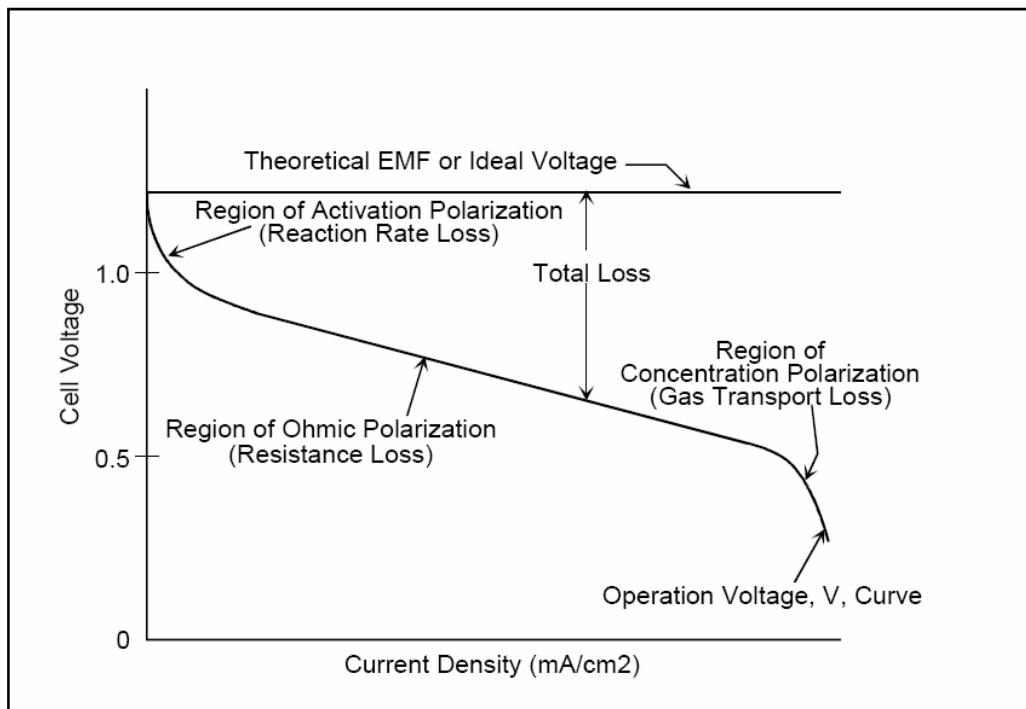 Theoretical EMF or Ideal Voltage
Region of Activation Polarization
(Reaction Rate Loss)
Total Loss
1.0
Region of
Concentration Polarization
(Gas Transport Loss)
Cell Voltage
Region of Ohmic Polarization
(Resistance Loss)
0.5
Operation Voltage, V, Curve
0
Current Density (mA/cm2)